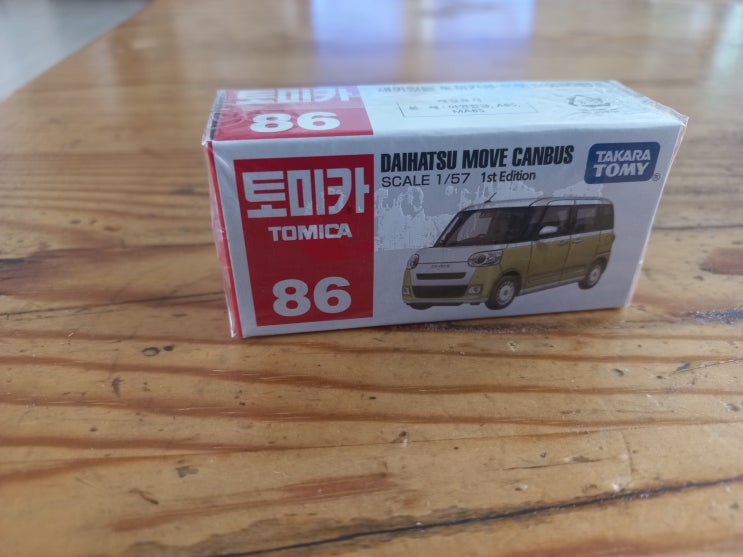 토미카
86
MA85
토미카
TOMICA
86
DAIHATSU MOVE CANBUS
SCALE 1/57 1st Edition
TAKARA
TOMY
®